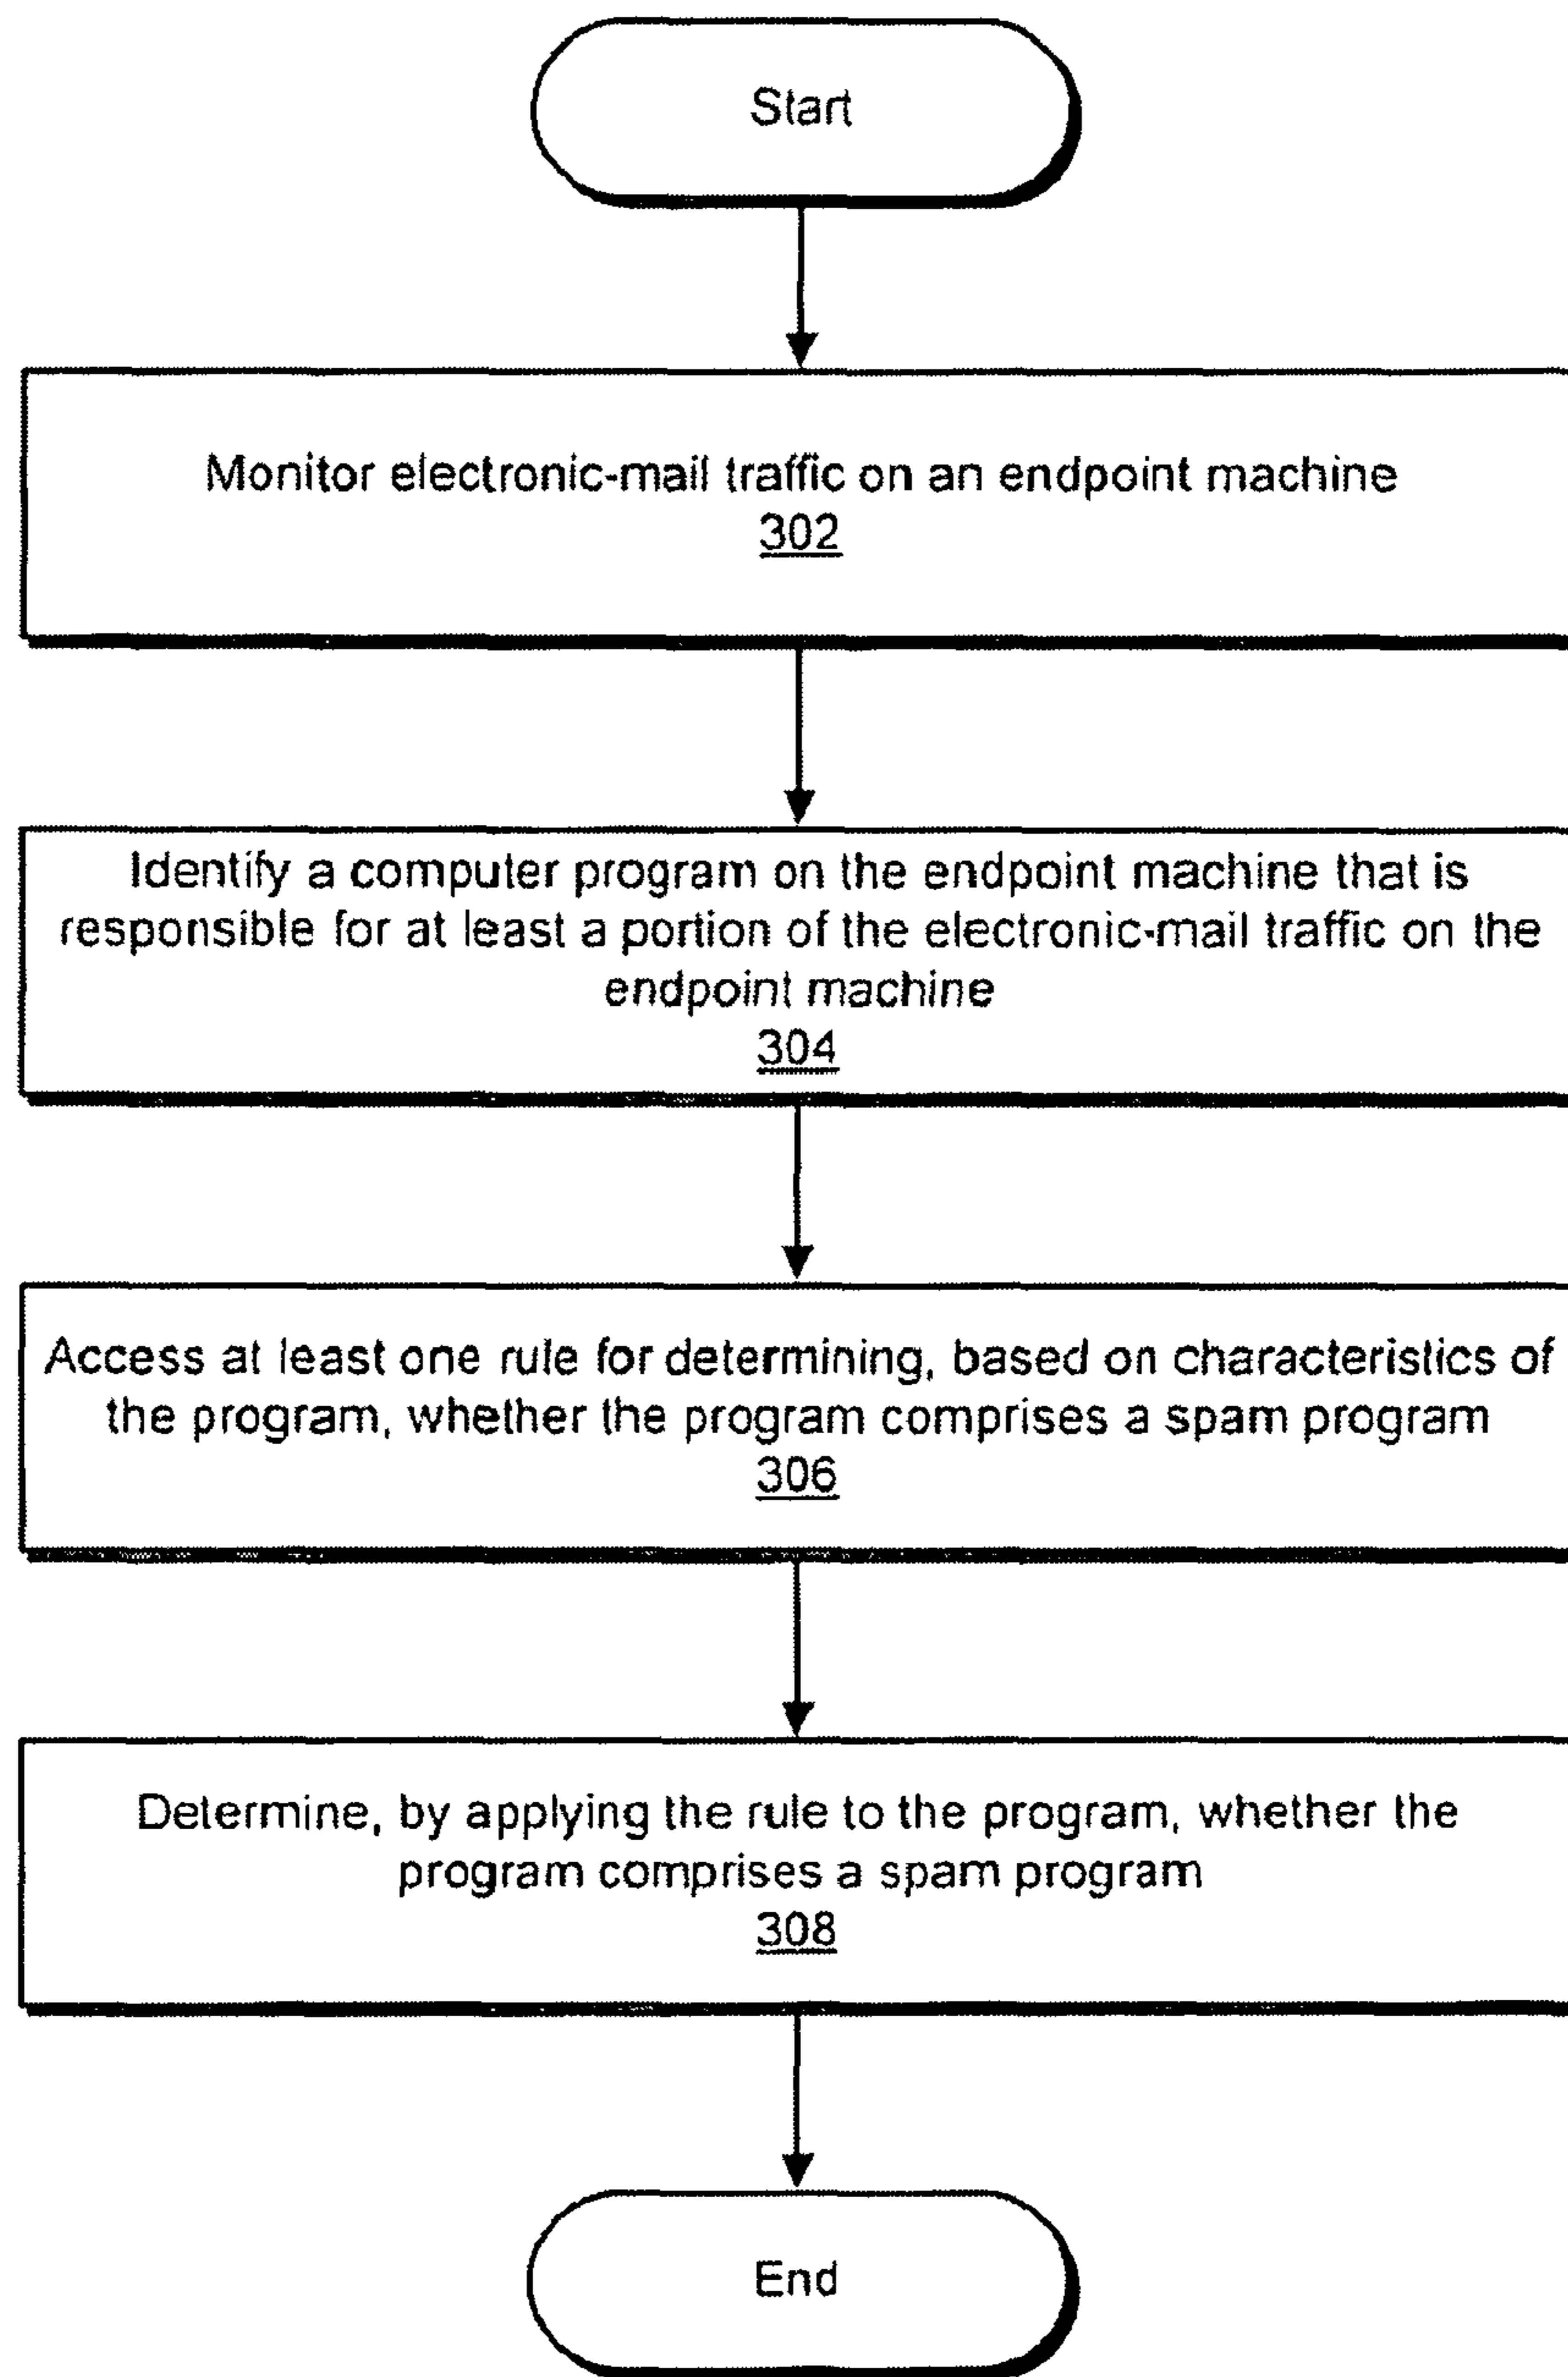 Start
Monitor electronic-mail traffic on an endpoint machine
302
Identify a computer program on the endpoint machine that is
responsible for at least a portion of the electronic-mail traffic on the
endpoint machine
304
Access at least one rule for determining, based on characteristics of
the program, whether the program comprises a spam program
306
Determine, by applying the rule to the program, whether the
program comprises a spam program
308
End